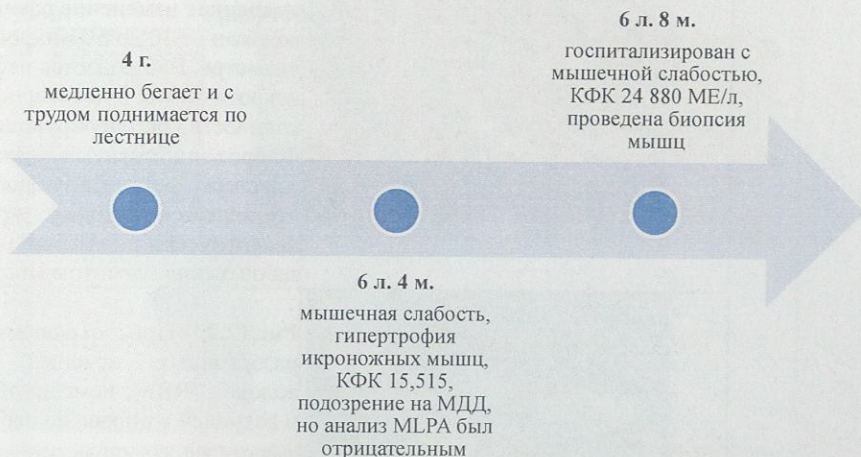 4 г.
медленно бегает и с
трудом поднимается по
лестнице
6 л. 4 м.
мышечная слабость,
гипертрофия
икроножных мышц,
КФК 15,515,
подозрение на МДД,
но анализ MLPA был
отрицательным
6 л. 8 м.
госпитализирован с
мышечной слабостью,
КФК 24 880 МЕ/л,
проведена биопсия
мышц